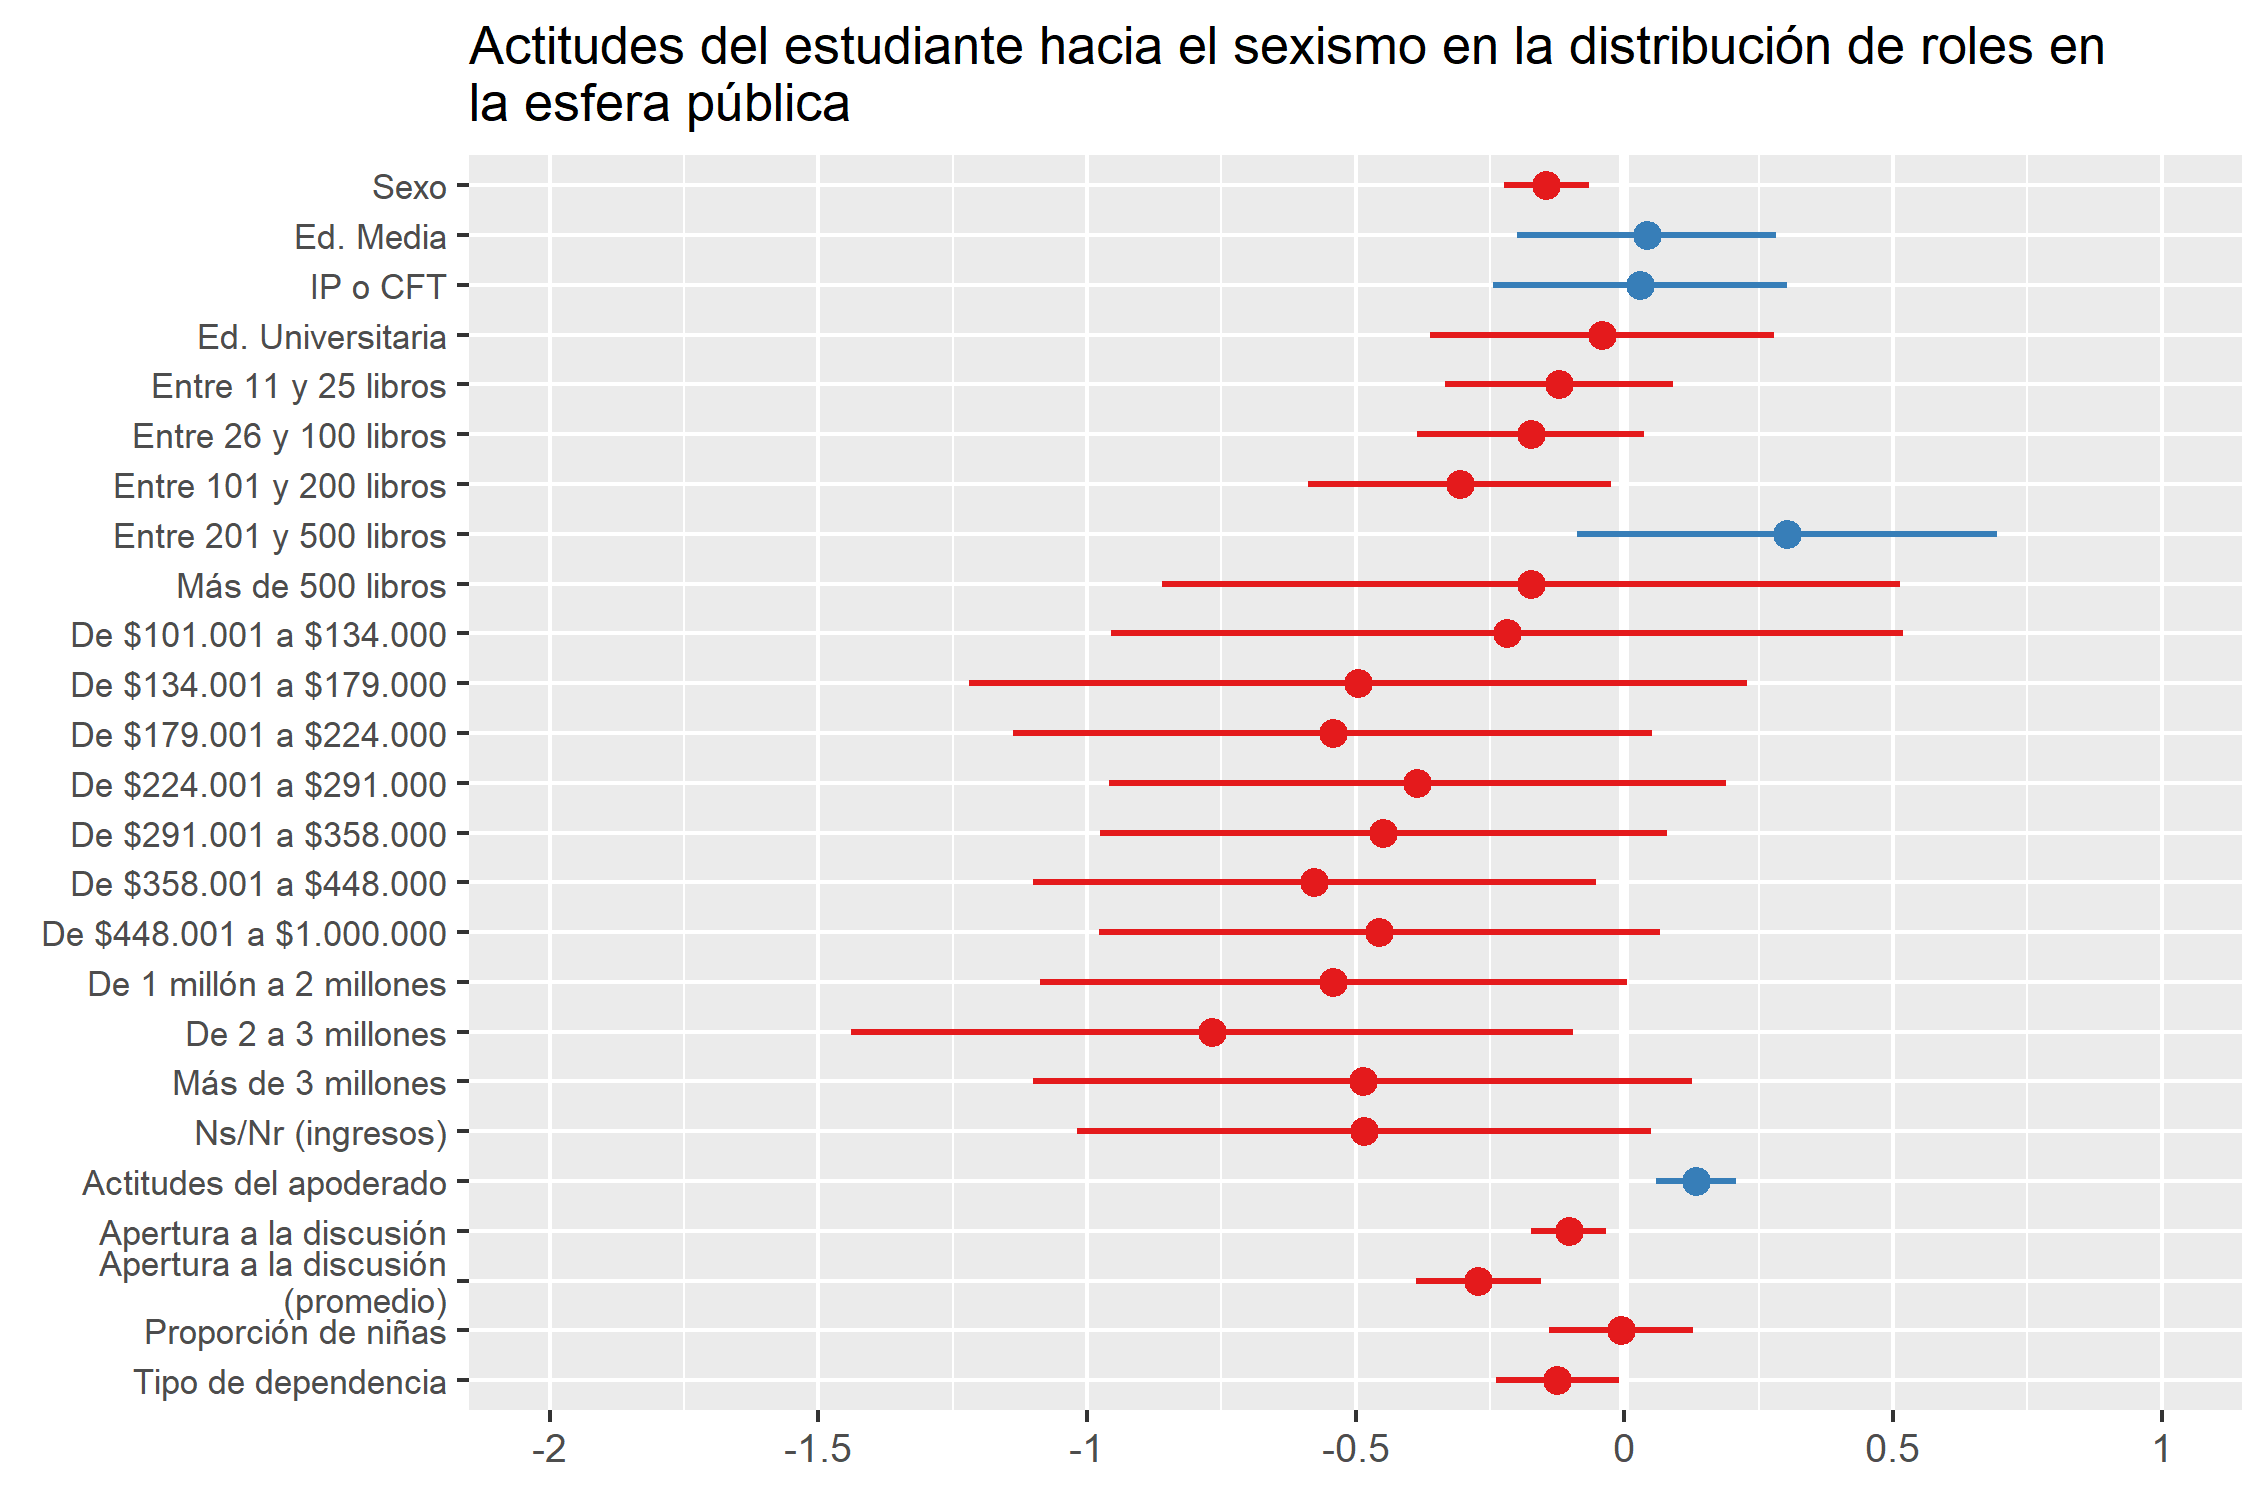 Actitudes del estudiante hacia el sexismo en la distribución de roles en
la esfera pública
Sexo
Ed. Media
IP o CFT
Ed. Universitaria
Entre 11 y 25 libros
Entre 26 y 100 libros
Entre 101 y 200 libros
Entre 201 y 500 libros
Más de 500 libros
De $101.001 a $134.000
De $134.001 a $179.000
De $179.001 a $224.000
De $224.001 a $291.000
De $291.001 a $358.000
De $358.001 a $448.000
De $448.001 a $1.000.000
De 1 millón a 2 millones
De 2 a 3 millones
Más de 3 millones
Ns/Nr (ingresos)
Actitudes del apoderado
Apertura a la discusión
Apertura a la discusión
(promedio)
Proporción de niñas
Tipo de dependencia
-2 -1.5 -1 -0.5 0 0.5 1